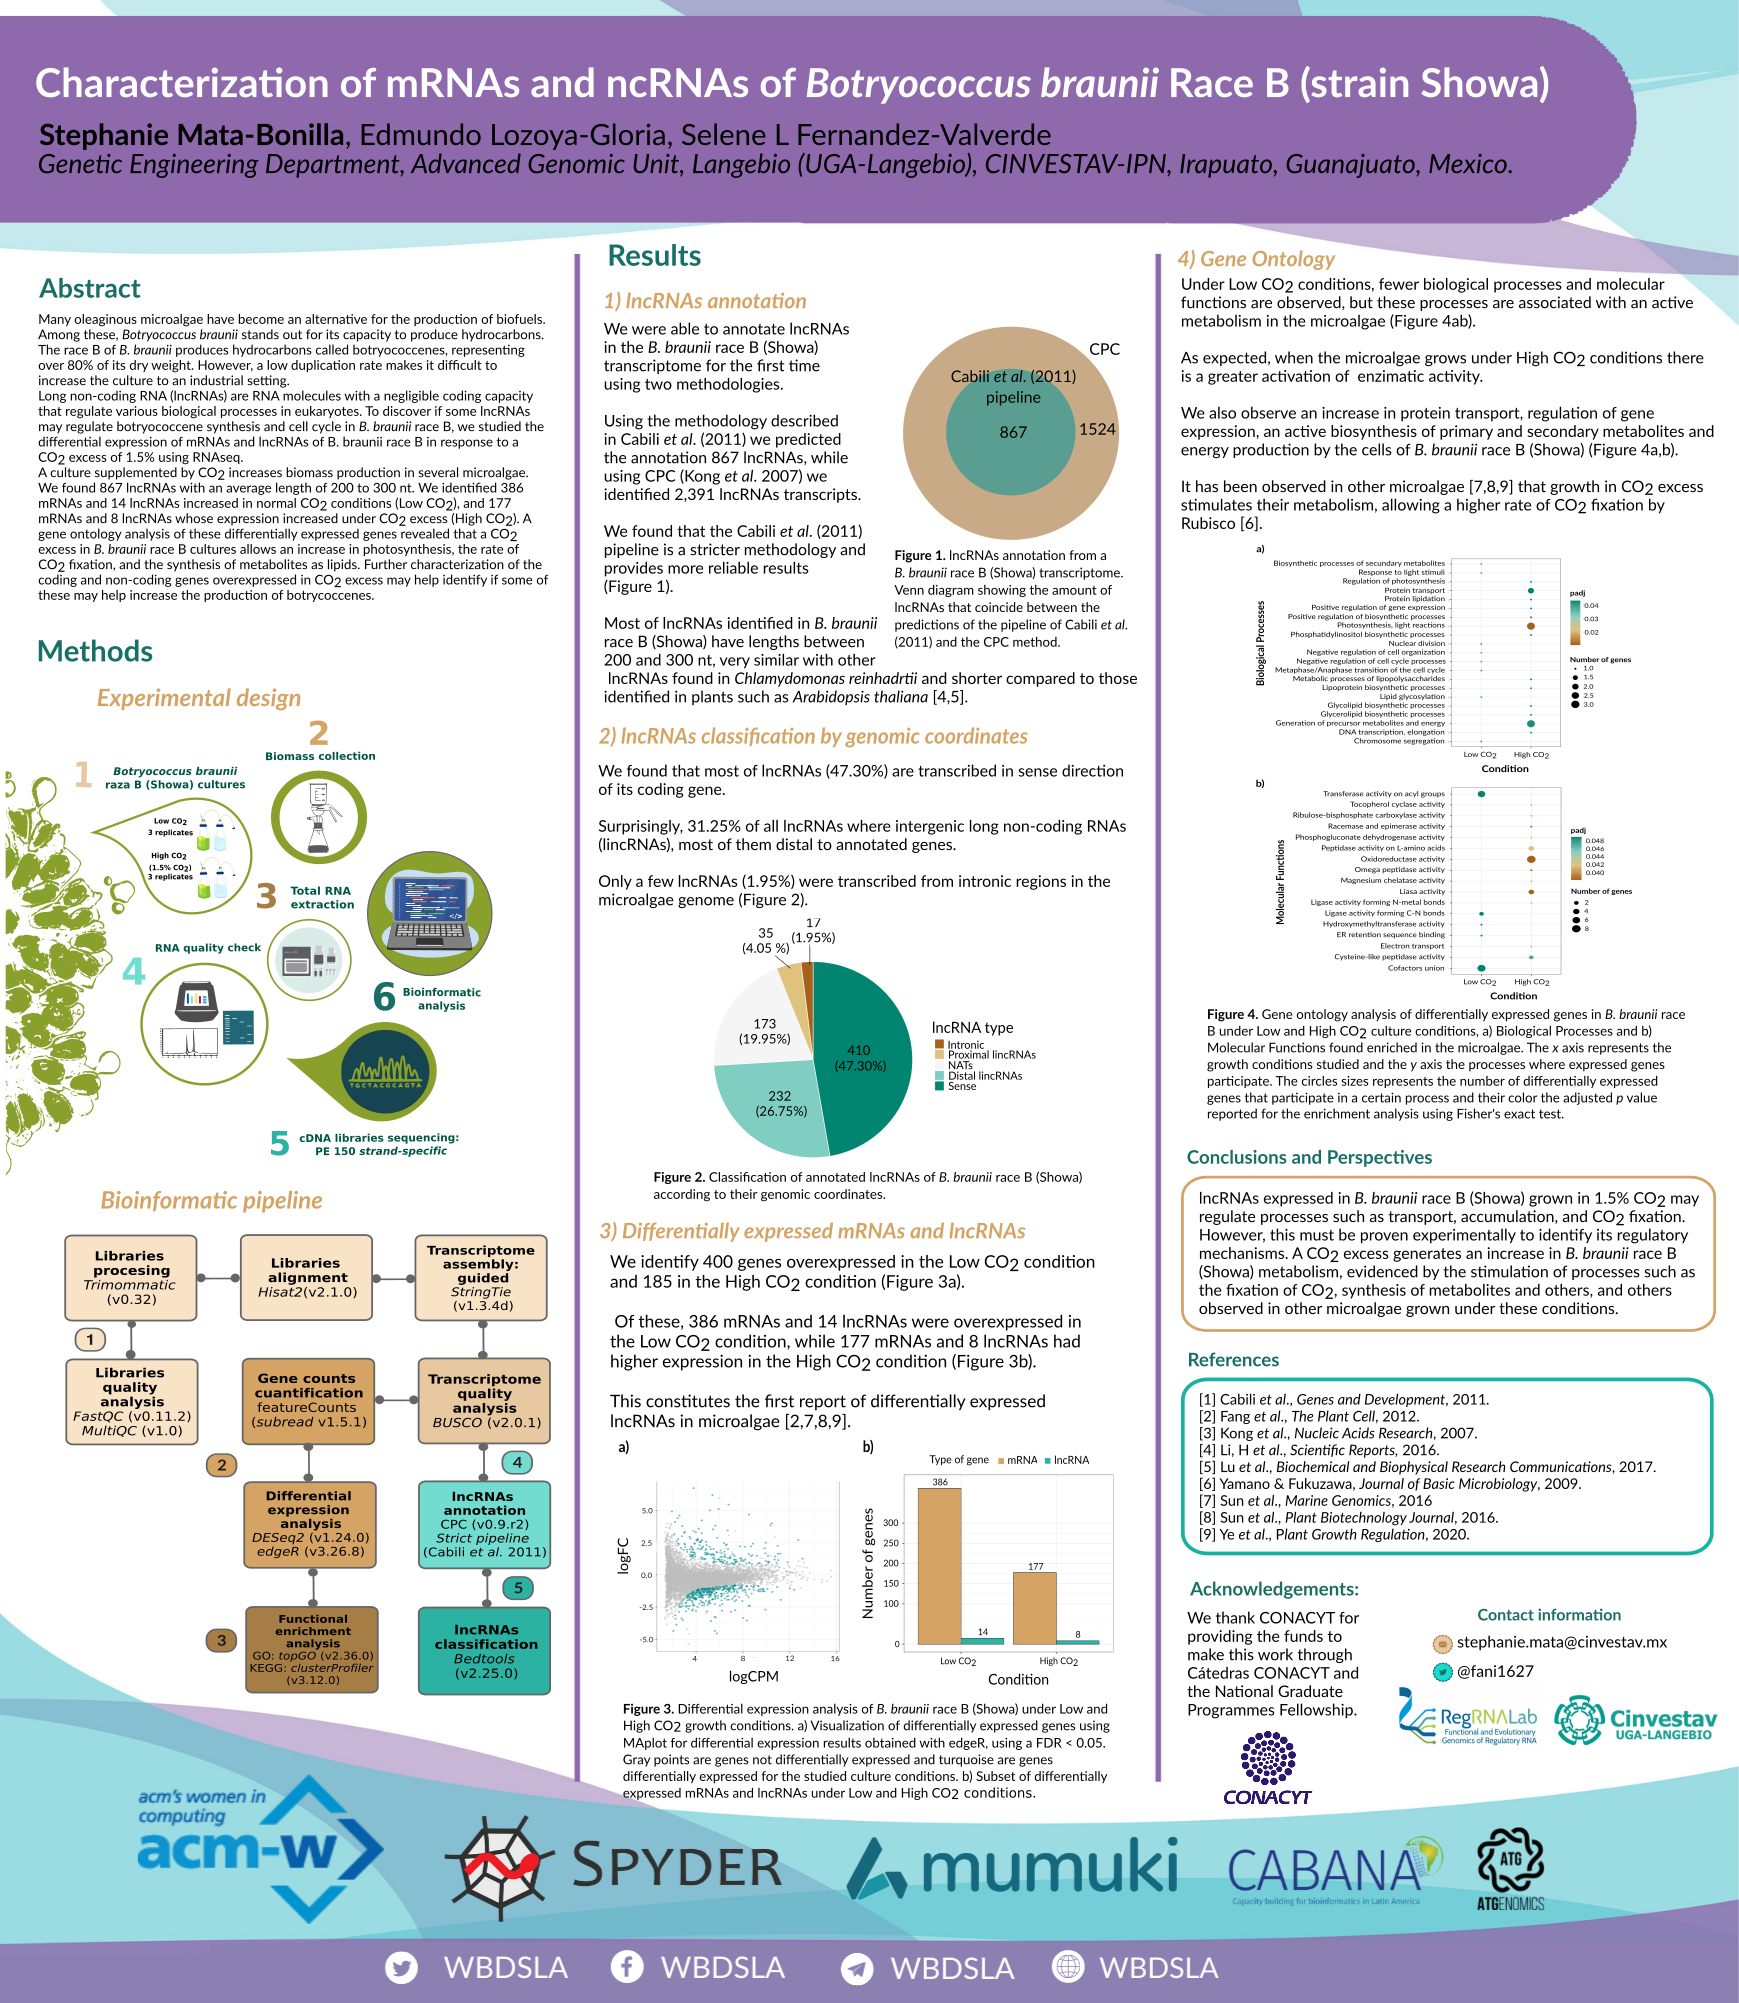 Characterization of mRNAs and ncRNAs of Botryococcus braunii Race B (strain Showa)
Stephanie Mata-Bonilla, Edmundo Lozoya-Gloria, Selene L Fernandez-Valverde
Genetic Engineering Department, Advanced Genomic Unit, Langebio (UGA-Langebio), CINVESTAV-IPN, Irapuato, Guanajuato, Mexico.
Abstract
Many oleaginous microalgae have become an alternative for the production of biofuels.
Among these, Botryococcus braunii stands out for its capacity to produce hydrocarbons.
The race B of B. braunii produces hydrocarbons called botryococcenes, representing
over 80% of its dry weight. However, a low duplication rate makes it difficult to
increase the culture to an industrial setting.
Long non-coding RNA (lncRNAs) are RNA molecules with a negligible coding capacity
that regulate various biological processes in eukaryotes. To discover if some lncRNAs
may regulate botryococcene synthesis and cell cycle in B. braunii race B, we studied the
differential expression of mRNAs and lncRNAs of B. braunii race B in response to a
CO2 excess of 1.5% using RNAseq.
A culture supplemented by CO2 increases biomass production in several microalgae.
We found 867 lncRNAs with an average length of 200 to 300 nt. We identified 386
mRNAs and 14 lncRNAs increased in normal CO2 conditions (Low CO2), and 177
mRNAs and 8 lncRNAs whose expression increased under CO2 excess (High CO2). A
gene ontology analysis of these differentially expressed genes revealed that a CO2
excess in B. braunii race B cultures allows an increase in photosynthesis, the rate of
CO2 fixation, and the synthesis of metabolites as lipids. Further characterization of the
coding and non-coding genes overexpressed in CO2 excess may help identify if some of
these may help increase the production of botrycoccenes.
Methods
Experimental design
1
Botryococcus braunii
raza B (Showa) cultures
Low CO2
3 replicates
High CO2
(1.5% CO2)
3 replicates
2
Biomass collection
3
Total RNA
extraction
4
RNA quality check
</>
6
Bioinformatic
analysis
TGCTACGCAGTA
5
cDNA libraries sequencing:
PE 150 strand-specific
Bioinformatic pipeline
Libraries
procesing
Trimommatic
(v0.32)
Libraries
alignment
Hisat2(v2.1.0)
Transcriptome
assembly:
guided
StringTie
(v1.3.4d)
1
Libraries
quality
analysis
FastQC (v0.11.2)
MultiQC (v1.0)
Gene counts
cuantification
featureCounts
(subread v1.5.1)
Transcriptome
quality
analysis
BUSCO (v2.0.1)
2
4
Differential
expression
analysis
DESeq2 (v1.24.0)
edgeR (v3.26.8)
lncRNAs
annotation
CPC (v0.9.r2)
Strict pipeline
(Cabili et al. 2011)
5
3
Functional
enrichment
analysis
GO: topGO (v2.36.0)
KEGG: clusterProfiler
(v3.12.0)
lncRNAs
classification
Bedtools
(v2.25.0)
Results
1) lncRNAs annotation
We were able to annotate lncRNAs
in the B. braunii race B (Showa)
transcriptome for the first time
using two methodologies.
Using the methodology described
in Cabili et al. (2011) we predicted
the annotation 867 lncRNAs, while
using CPC (Kong et al. 2007) we
identified 2,391 lncRNAs transcripts.
We found that the Cabili et al. (2011)
pipeline is a stricter methodology and
provides more reliable results
(Figure 1).
Most of lncRNAs identified in B. braunii
race B (Showa) have lengths between
200 and 300 nt, very similar with other
lncRNAs found in Chlamydomonas reinhadrtii and shorter compared to those
identified in plants such as Arabidopsis thaliana [4,5].
CPC
Cabili et al. (2011)
pipeline
867
1524
Figure 1. lncRNAs annotation from a
B. braunii race B (Showa) transcriptome.
Venn diagram showing the amount of
lncRNAs that coincide between the
predictions of the pipeline of Cabili et al.
(2011) and the CPC method.
2) lncRNAs classification by genomic coordinates
We found that most of lncRNAs (47.30%) are transcribed in sense direction
of its coding gene.
Surprisingly, 31.25% of all lncRNAs where intergenic long non-coding RNAs
(lincRNAs), most of them distal to annotated genes.
Only a few lncRNAs (1.95%) were transcribed from intronic regions in the
microalgae genome (Figure 2).
17
(1.95%)
35
(4.05 %)
173
(19.95%)
410
(47.30%)
232
(26.75%)
lncRNA type
Intronic
Proximal lincRNAs
NATs
Distal lincRNAs
Sense
Figure 2. Classification of annotated lncRNAs of B. braunii race B (Showa)
according to their genomic coordinates.
3) Differentially expressed mRNAs and lncRNAs
We identify 400 genes overexpressed in the Low CO2 condition
and 185 in the High CO2 condition (Figure 3a).
Of these, 386 mRNAs and 14 lncRNAs were overexpressed in
the Low CO2 condition, while 177 mRNAs and 8 lncRNAs had
higher expression in the High CO2 condition (Figure 3b).
This constitutes the first report of differentially expressed
lncRNAs in microalgae [2,7,8,9].
a)
logFC
5.0
2.5
0.0
-2.5
-5.0
4 8 12 16
logCPM
b)
Type of gene mRNA lncRNA
Number of genes
300
250
200
150
100
0
386
14
177
8
Low CO2 High CO2
Condition
Figure 3. Differential expression analysis of B. braunii race B (Showa) under Low and
High CO2 growth conditions. a) Visualization of differentially expressed genes using
MAplot for differential expression results obtained with edgeR, using a FDR < 0.05.
Gray points are genes not differentially expressed and turquoise are genes
differentially expressed for the studied culture conditions. b) Subset of differentially
expressed mRNAs and lncRNAs under Low and High CO2 conditions.
4) Gene Ontology
Under Low CO2 conditions, fewer biological processes and molecular
functions are observed, but these processes are associated with an active
metabolism in the microalgae (Figure 4ab).
As expected, when the microalgae grows under High CO2 conditions there
is a greater activation of enzimatic activity.
We also observe an increase in protein transport, regulation of gene
expression, an active biosynthesis of primary and secondary metabolites and
energy production by the cells of B. braunii race B (Showa) (Figure 4a,b).
It has been observed in other microalgae [7,8,9] that growth in CO2 excess
stimulates their metabolism, allowing a higher rate of CO2 fixation by
Rubisco [6].
a)
Biological Processes
Biosynthetic processes of secondary metabolites
Response to light stimuli
Regulation of photosynthesis
Protein transport
Protein lipidation
Positive regulation of gene expression
Positive regulation of biosynthetic processes
Photosynthesis, light reactions
Phosphatidylinositol biosynthetic processes
Nuclear division
Negative regulation of cell organization
Negative regulation of cell cycle processes
Metaphase/Anaphase transition of the cell cycle
Metabolic processes of lipopolysaccharides
Lipoprotein biosynthetic processes
Lipid glycosylation
Glycolipid biosynthetic processes
Glycerolipid biosynthetic processes
Generation of precursor metabolites and energy
DNA transcription, elongation
Chromosome segregation
Low CO2 High CO2
Condition
padj
0.04
0.03
0.02
Number of genes
1.0
1.5
2.0
2.5
3.0
b)
Molecular Functions
Transferase activity on acyl groups
Tocopherol cyclase activity
Ribulose-bisphosphate carboxylase activity
Racemase and epimerase activity
Phosphogluconate dehydrogenase activity
Peptidase activity on L-amino acids
Oxidoreductase activity
Omega peptidase activity
Magnesium chelatase activity
Liasa activity
Ligase activity forming N-metal bonds
Ligase activity forming C-N bonds
Hydroxymethyltransferase activity
ER retention sequence binding
Electron transport
Cysteine-like peptidase activity
Cofactors union
Low CO2 High CO2
Condition
padj
0.048
0.046
0.044
0.042
0.040
Number of genes
2
4
6
8
Figure 4. Gene ontology analysis of differentially expressed genes in B. braunii race
B under Low and High CO2 culture conditions, a) Biological Processes and b)
Molecular Functions found enriched in the microalgae. The x axis represents the
growth conditions studied and the y axis the processes where expressed genes
participate. The circles sizes represents the number of differentially expressed
genes that participate in a certain process and their color the adjusted p value
reported for the enrichment analysis using Fisher's exact test.
Conclusions and Perspectives
lncRNAs expressed in B. braunii race B (Showa) grown in 1.5% CO2 may
regulate processes such as transport, accumulation, and CO2 fixation.
However, this must be proven experimentally to identify its regulatory
mechanisms. A CO2 excess generates an increase in B. braunii race B
(Showa) metabolism, evidenced by the stimulation of processes such as
the fixation of CO2, synthesis of metabolites and others, and others
observed in other microalgae grown under these conditions.
References
[1] Cabili et al., Genes and Development, 2011.
[2] Fang et al., The Plant Cell, 2012.
[3] Kong et al., Nucleic Acids Research, 2007.
[4] Li, H et al., Scientific Reports, 2016.
[5] Lu et al., Biochemical and Biophysical Research Communications, 2017.
[6] Yamano & Fukuzawa, Journal of Basic Microbiology, 2009.
[7] Sun et al., Marine Genomics, 2016
[8] Sun et al., Plant Biotechnology Journal, 2016.
[9] Ye et al., Plant Growth Regulation, 2020.
Acknowledgements:
We thank CONACYT for
providing the funds to
make this work through
Cátedras CONACYT and
the National Graduate
Programmes Fellowship.
Contact information
stephanie.mata@cinvestav.mx
@fani1627
RegRNALab
Functional and Evolutionary
Genomics of Regulatory RNA
Cinvestav
UGA-LANGEBIO
CONACYT
acm's women in
computing
acm-w
SPYDER
mumuki
CABANA
Capacity building for bioinformatics in Latin America
ATG
ATGENOMICS
WBDSLA WBDSLA WBDSLA WBDSLA